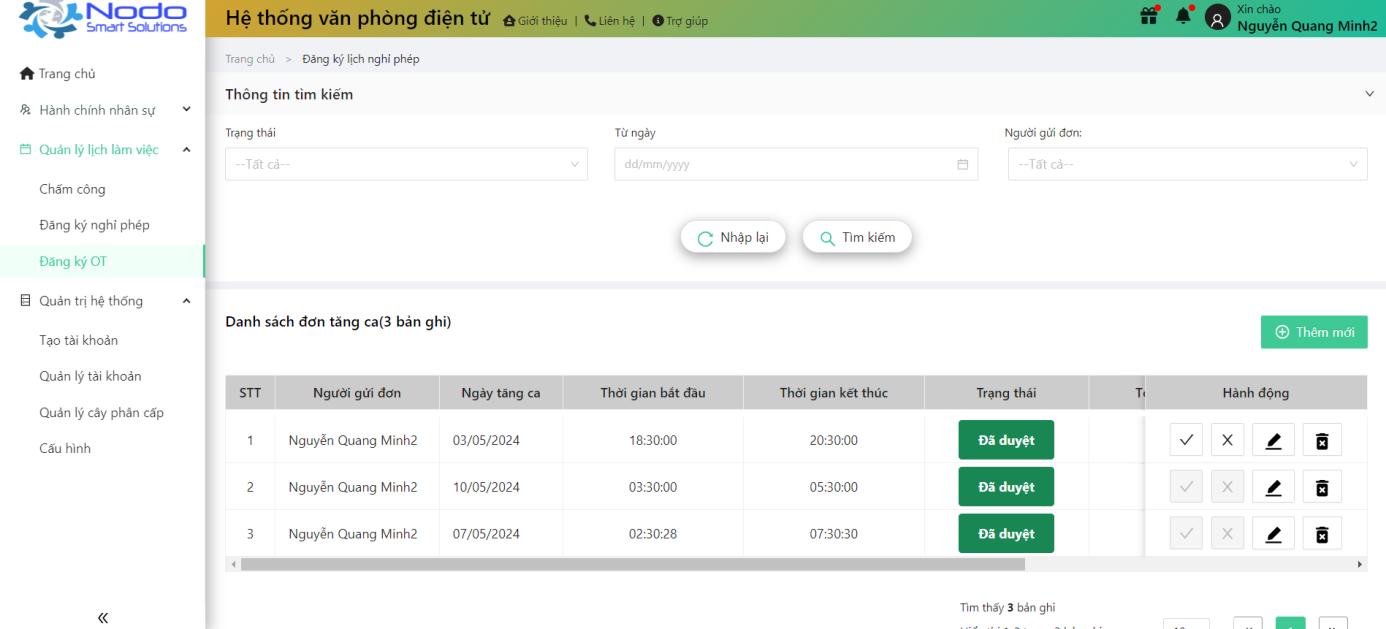 Nodo
Smart Solutions
Hệ thống văn phòng điện tử
Giới thiệu | Liên hệ | Trợ giúp
Xin chào
Nguyễn Quang Minh2
Trang chủ
Hành chính nhân sự
Quản lý lịch làm việc
Chấm công
Đăng ký nghỉ phép
Đăng ký OT
Quản trị hệ thống
Tạo tài khoản
Quản lý tài khoản
Quản lý cây phân cấp
Cấu hình
Trang chủ > Đăng ký lịch nghỉ phép
Thông tin tìm kiếm
Trạng thái Từ ngày Người gửi đơn:
--Tất cả-- dd/mm/yyyy --Tất cả--
Nhập lại Tìm kiếm
Danh sách đơn tăng ca(3 bản ghi)
Thêm mới
STT Người gửi đơn Ngày tăng ca Thời gian bắt đầu Thời gian kết thúc Trạng thái Hành động
1 Nguyễn Quang Minh2 03/05/2024 18:30:00 20:30:00 Đã duyệt
2 Nguyễn Quang Minh2 10/05/2024 03:30:00 05:30:00 Đã duyệt
3 Nguyễn Quang Minh2 07/05/2024 02:30:28 07:30:30 Đã duyệt
Tìm thấy 3 bản ghi